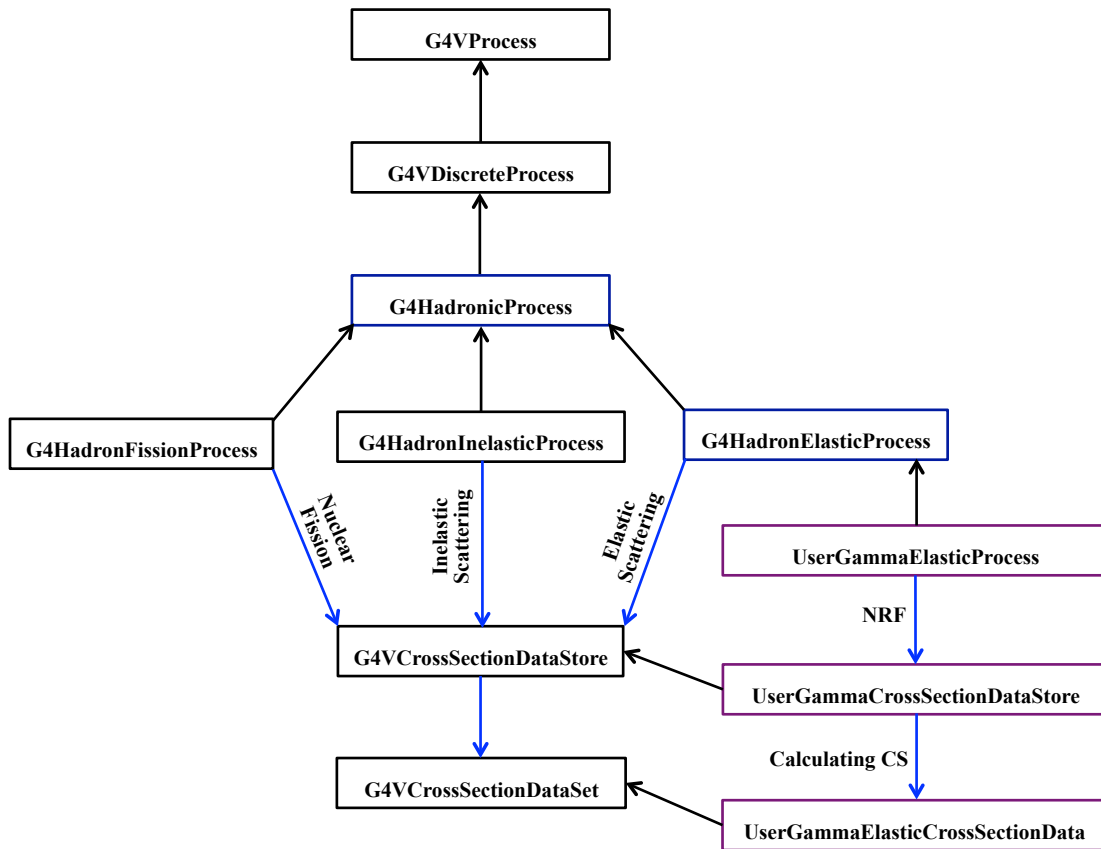 G4VProcess
G4VDiscreteProcess
G4HadronicProcess
G4HadronFissionProcess
G4HadronInelasticProcess
G4HadronElasticProcess
Nuclear
Fission
Inelastic
Scattering
Elastic
Scattering
UserGammaElasticProcess
NRF
G4VCrossSectionDataStore
UserGammaCrossSectionDataStore
Calculating CS
G4VCrossSectionDataSet
UserGammaElasticCrossSectionData